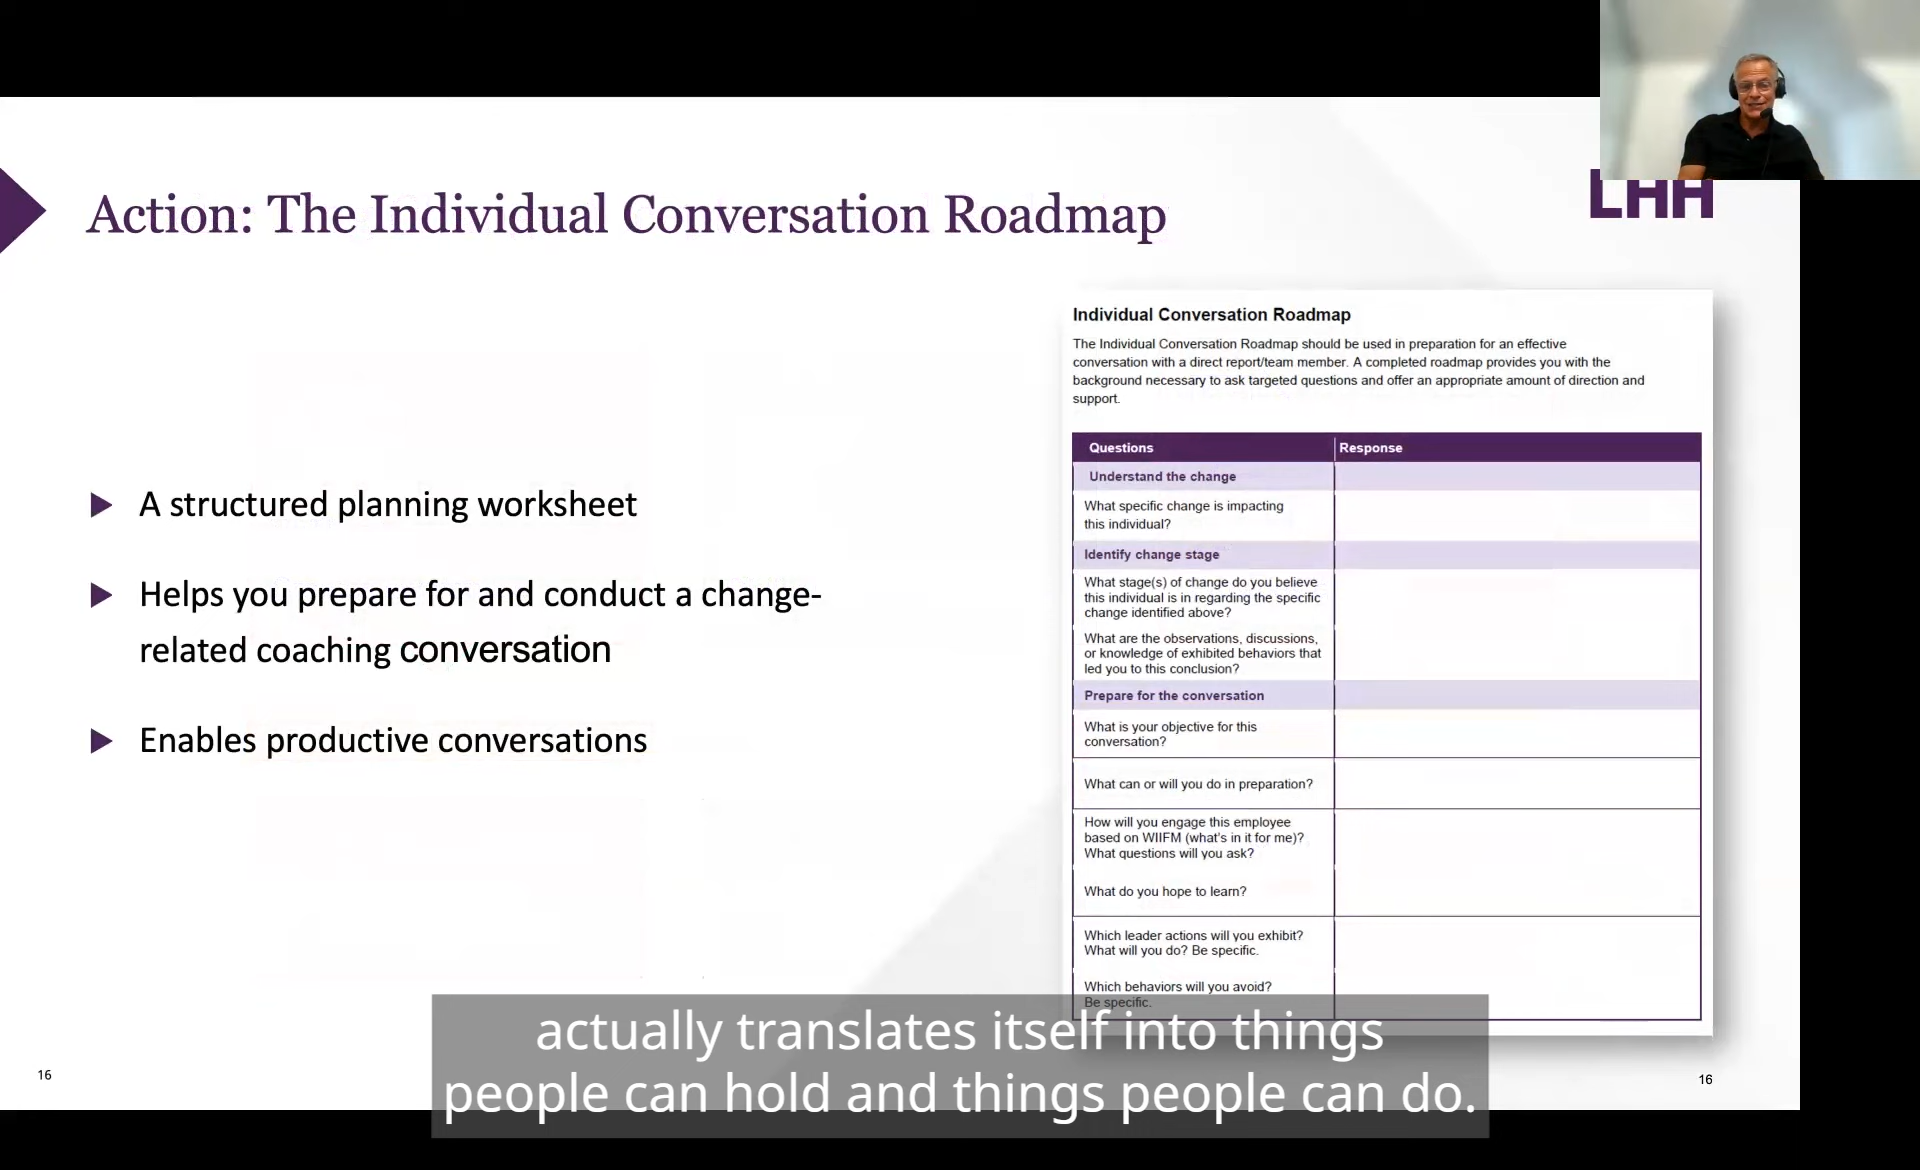 LHH
Action: The Individual Conversation Roadmap
A structured planning worksheet
Helps you prepare for and conduct a change-
related coaching conversation
Enables productive conversations
Individual Conversation Roadmap
The Individual Conversation Roadmap should be used in preparation for an effective
conversation with a direct report/team member. A completed roadmap provides you with the
background necessary to ask targeted questions and offer an appropriate amount of direction and
support.
Questions
Response
Understand the change
What specific change is impacting
this individual?
Identify change stage
What stage(s) of change do you believe
this individual is in regarding the specific
change identified above?
What are the observations, discussions,
or knowledge of exhibited behaviors that
led you to this conclusion?
Prepare for the conversation
What is your objective for this
conversation?
What can or will you do in preparation?
How will you engage this employee
based on WIIFM (what's in it for me)?
What questions will you ask?
What do you hope to learn?
Which leader actions will you exhibit?
What will you do? Be specific.
Which behaviors will you avoid?
Be specific.
actually translates itself into things
people can hold and things people can do.
16
16